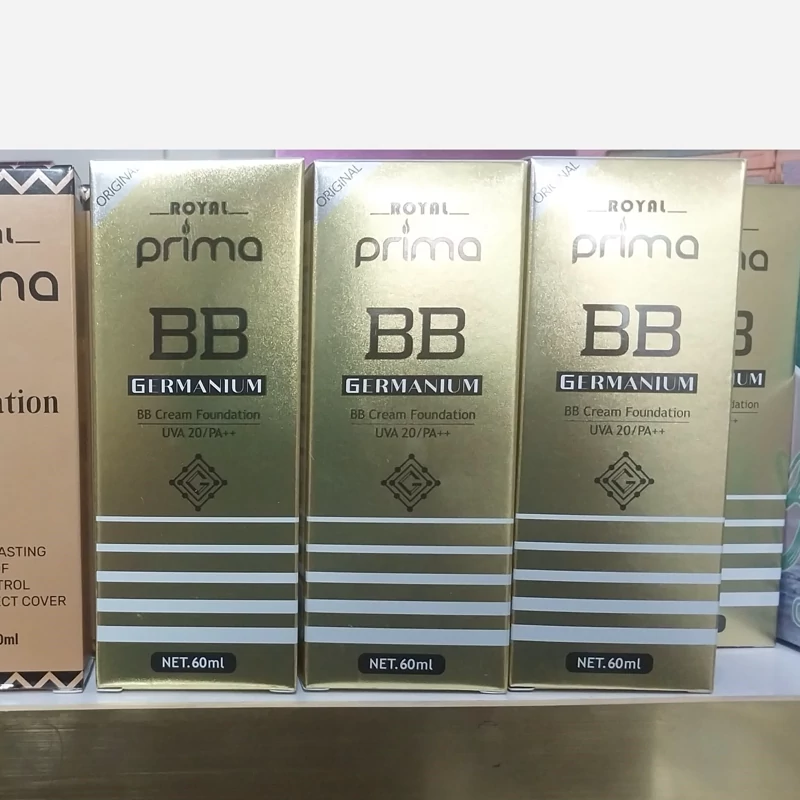 ORIGINAL
ROYAL
prima
BB
GERMANIUM
BB Cream Foundation
UVA 20/PA++
G
NET.60ml
ORIGINAL
ROYAL
prima
BB
GERMANIUM
BB Cream Foundation
UVA 20/PA++
G
NET.60ml
ROYAL
prima
BB
GERMANIUM
BB Cream Foundation
UVA 20/PA++
G
NET.60ml
COVER